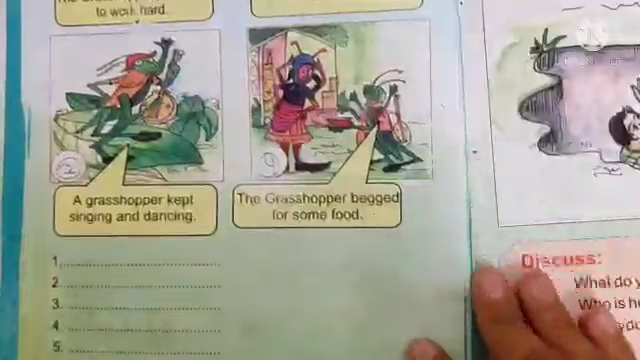 to work hard.
A grasshopper kept
singing and dancing.
The Grasshopper begged
for some food.
1.
2.
3.
4.
5.
Discuss:
What do y
Who is he